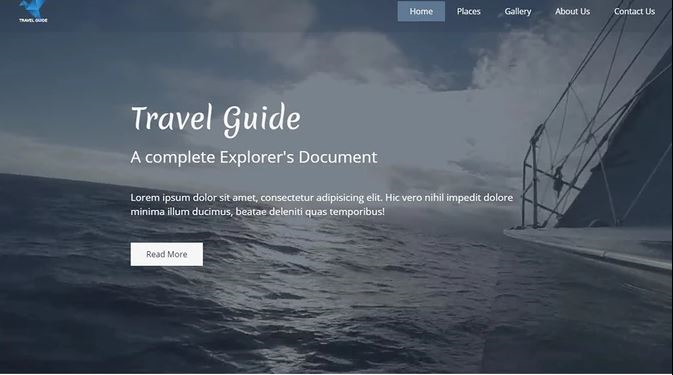 TRAVEL GUIDE
Home Places Gallery About Us Contact Us
Travel Guide
A complete Explorer's Document
Lorem ipsum dolor sit amet, consectetur adipisicing elit. Hic vero nihil impedit dolore
minima illum ducimus, beatae deleniti quas temporibus!
Read More